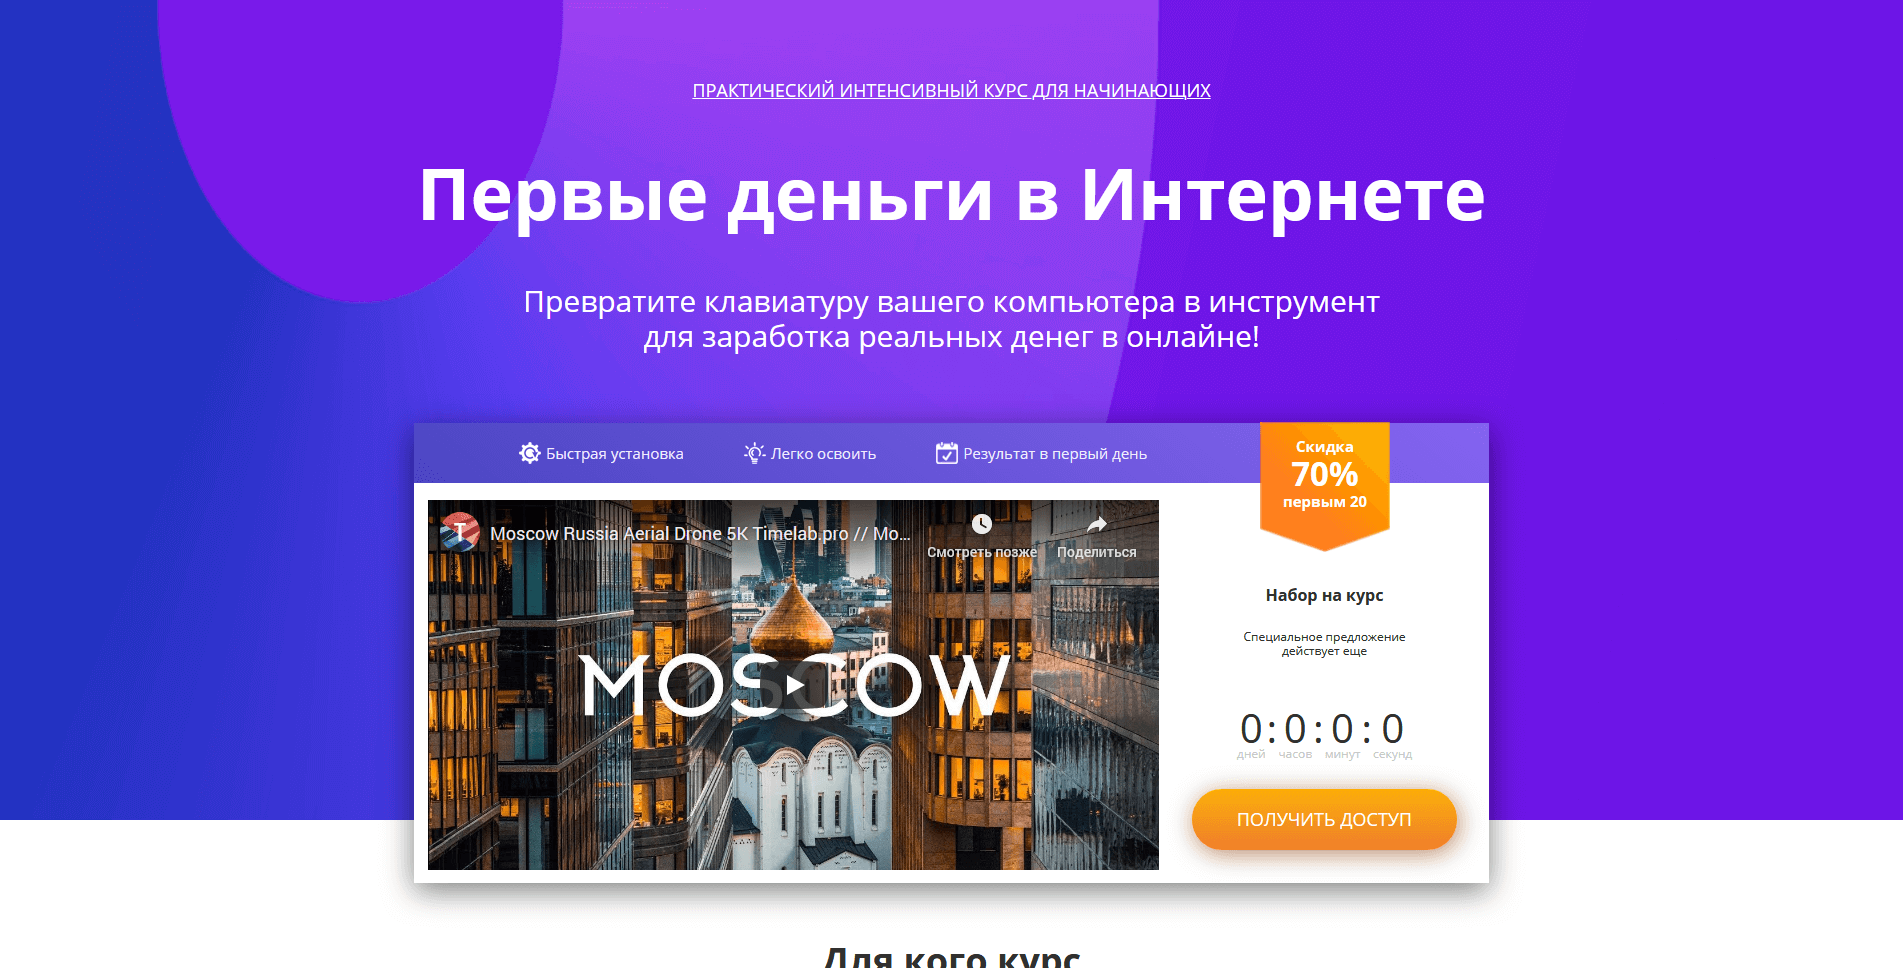 ПРАКТИЧЕСКИЙ ИНТЕНСИВНЫЙ КУРС ДЛЯ НАЧИНАЮЩИХ
Первые деньги в Интернете
Превратите клавиатуру вашего компьютера в инструмент
для заработка реальных денег в онлайне!
Быстрая установка
Легко освоить
Результат в первый день
Скидка
70%
первым 20
T
Moscow Russia Aerial Drone 5K Timelab.pro // Mo...
Смотреть позже
Поделиться
MOSCOW
Набор на курс
Специальное предложение
действует еще
0:0:0:0
дней часов минут секунд
ПОЛУЧИТЬ ДОСТУП
Для кого курс